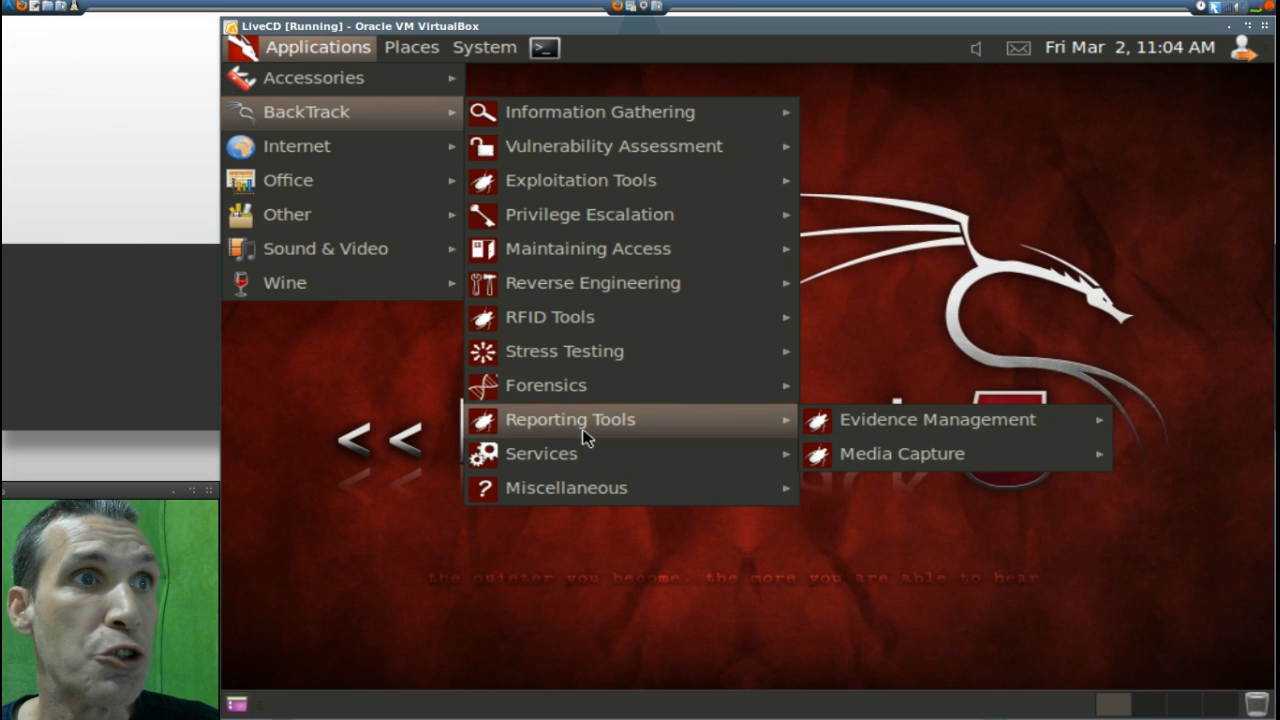 LiveCD [Running] - Oracle VM VirtualBox
Applications Places System Fri Mar 2, 11:04 AM
Accessories
BackTrack
Internet
Office
Other
Sound & Video
Wine
Information Gathering
Vulnerability Assessment
Exploitation Tools
Privilege Escalation
Maintaining Access
Reverse Engineering
RFID Tools
Stress Testing
Forensics
Reporting Tools
Services
Miscellaneous
Evidence Management
Media Capture
<<
the quieter you become, the more you are able to hear